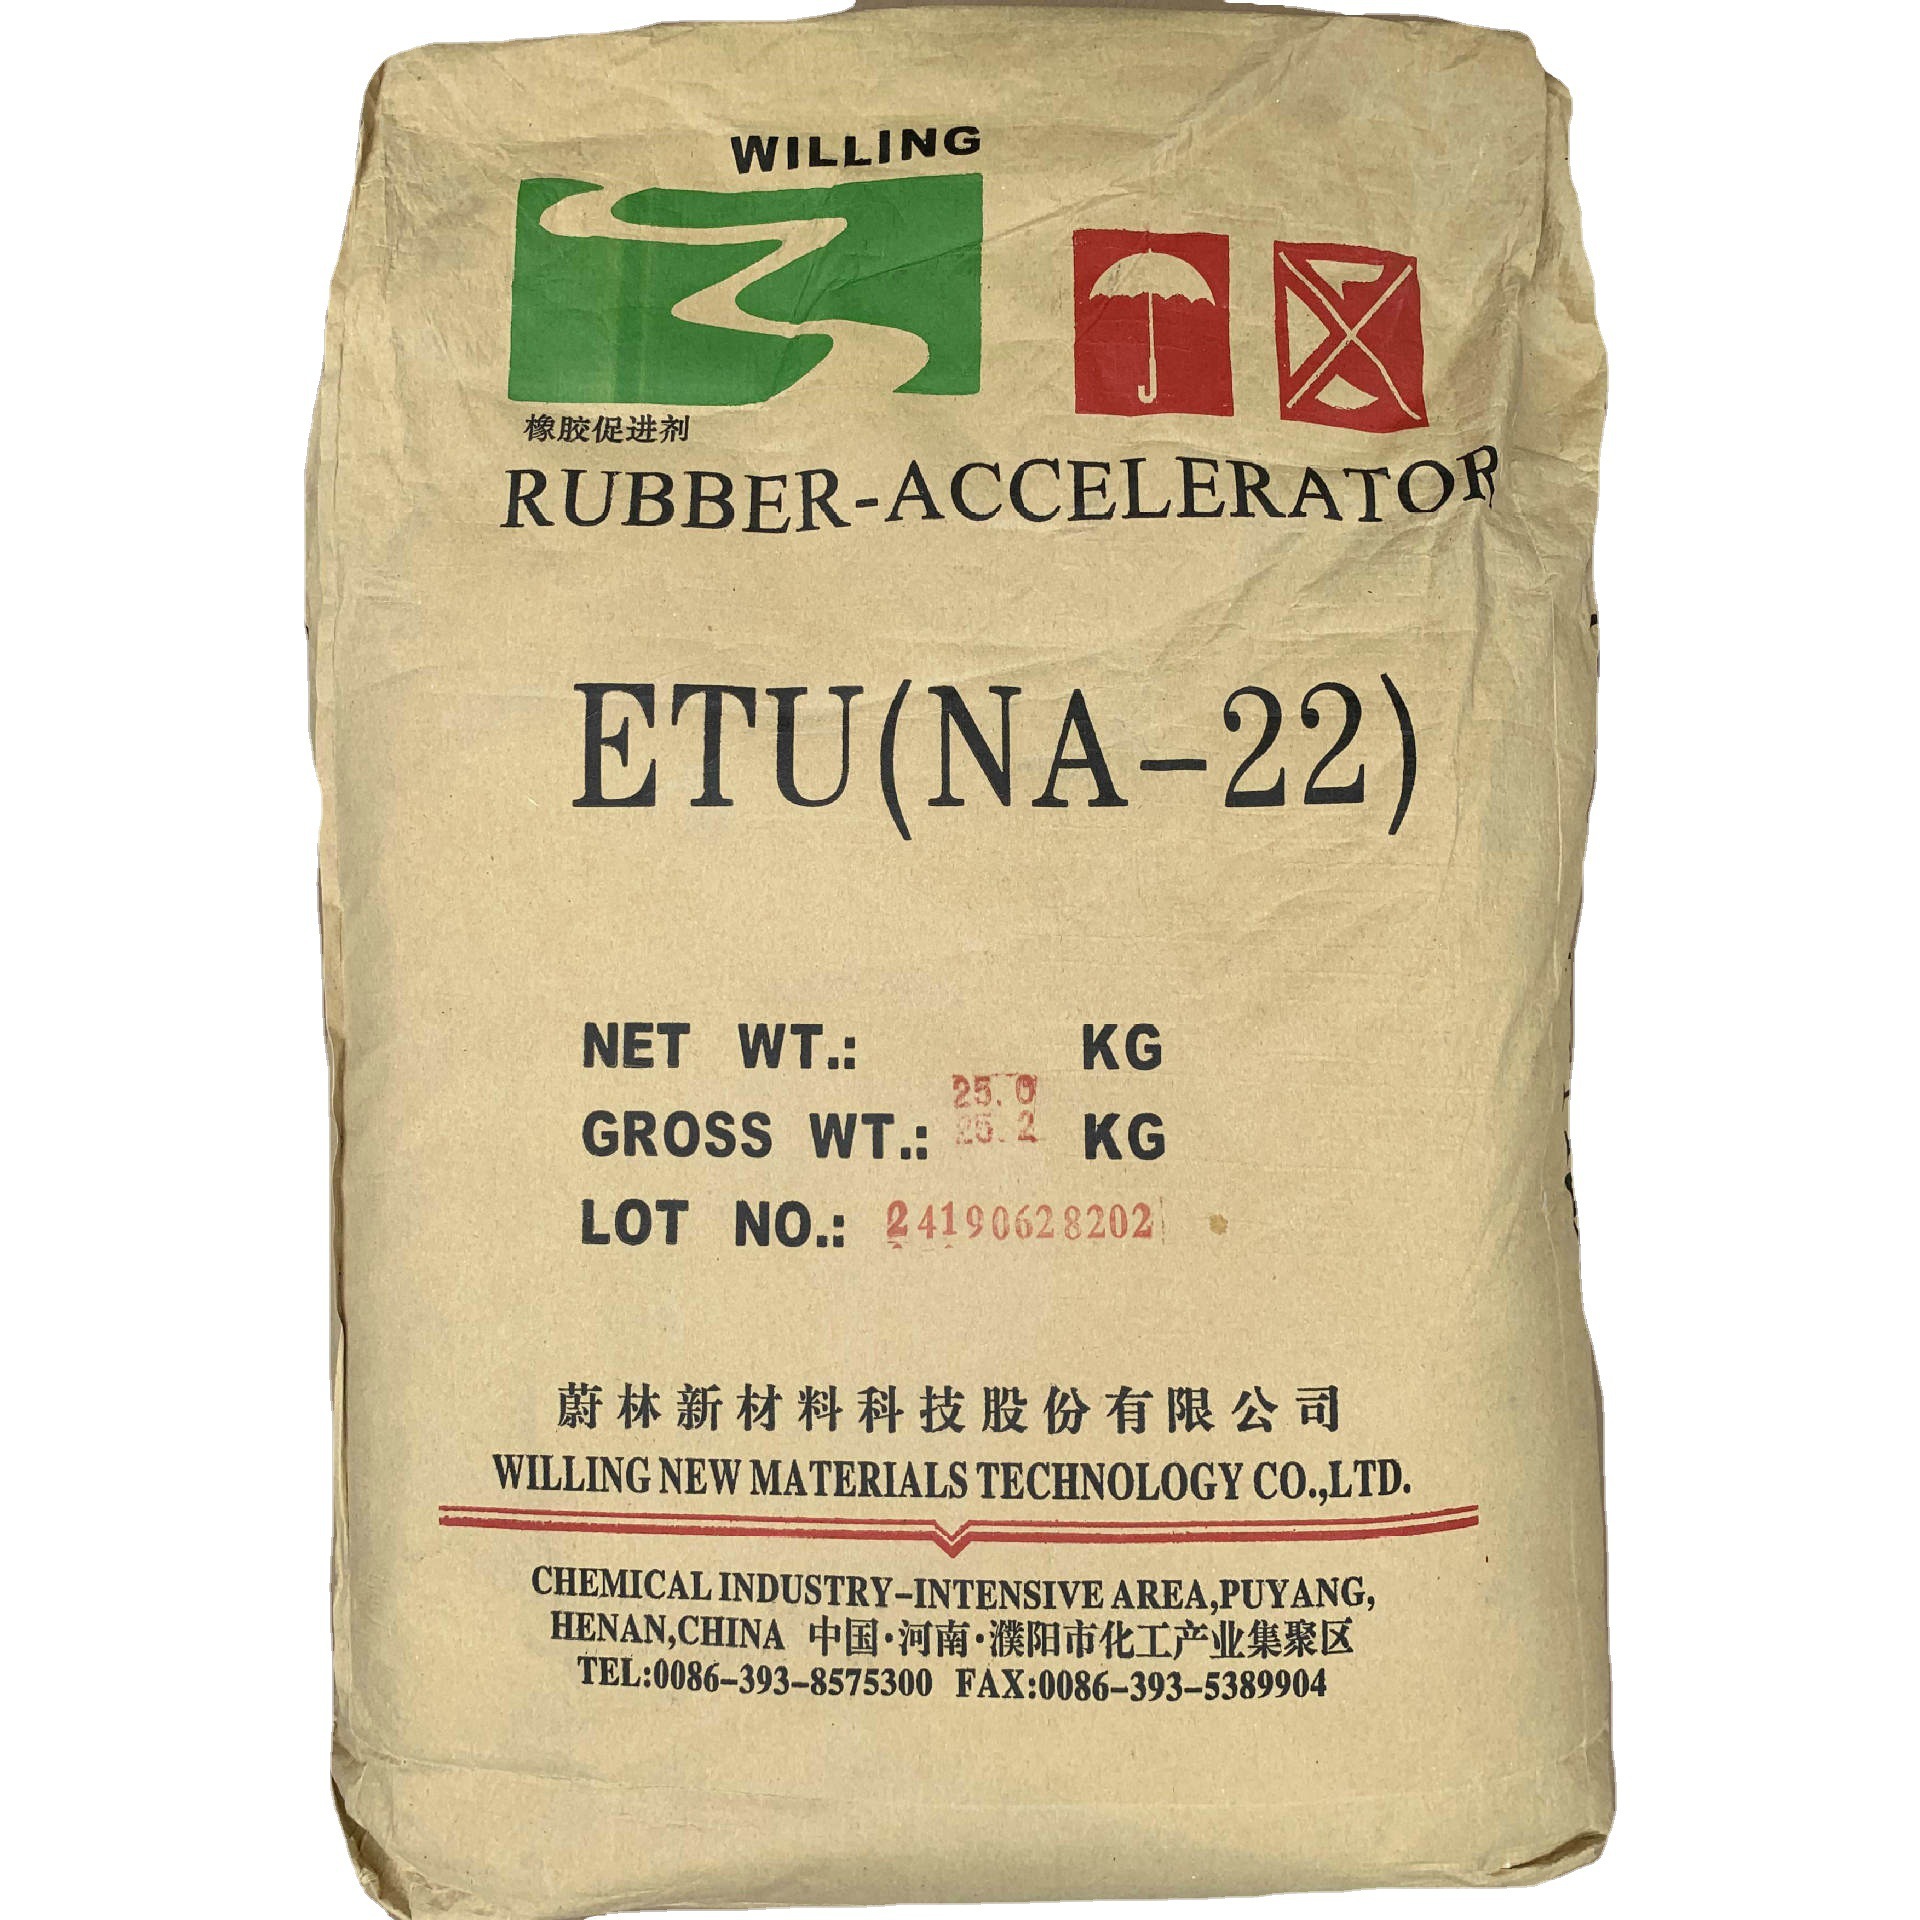 WILLING
橡胶促进剂
RUBBER-ACCELERATOR
ETU(NA-22)
NET WT.: 25.0 KG
GROSS WT.: 25.2 KG
LOT NO.: 24190628202
蔚林新材料科技股份有限公司
WILLING NEW MATERIALS TECHNOLOGY CO.,LTD.
CHEMICAL INDUSTRY-INTENSIVE AREA,PUYANG,
HENAN,CHINA 中国·河南·濮阳市化工产业集聚区
TEL:0086-393-8575300 FAX:0086-393-5389904